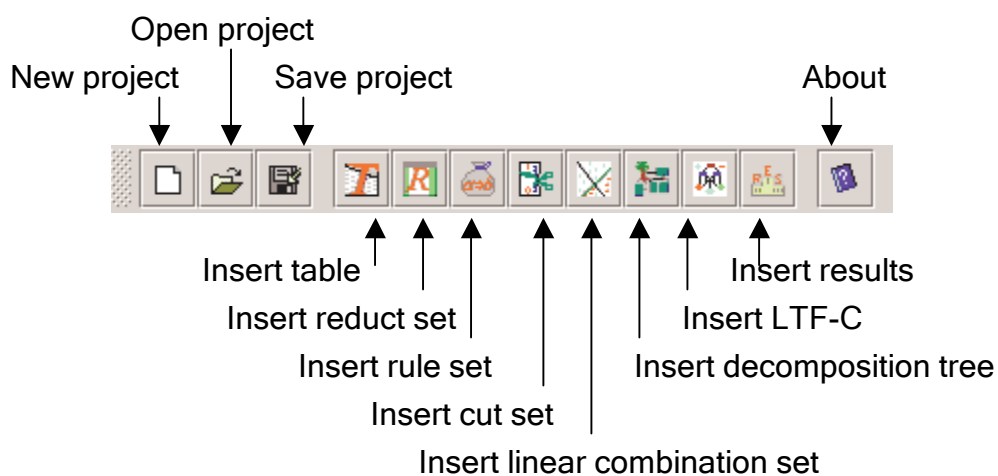 Open project
New project
Save project
About
Insert table
Insert results
Insert reduct set
Insert LTF-C
Insert rule set
Insert decomposition tree
Insert cut set
Insert linear combination set